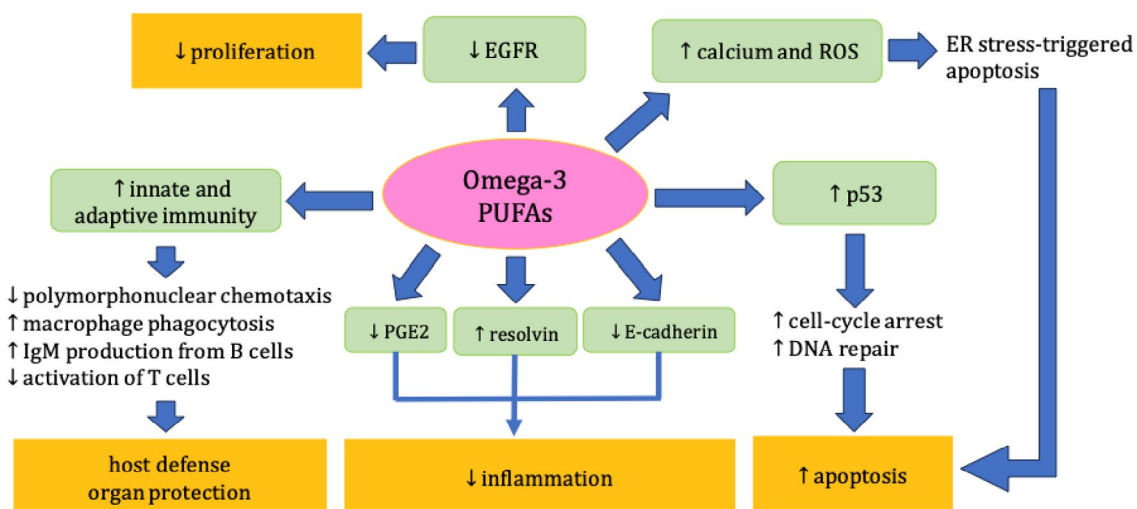 ↓ proliferation
↓ EGFR
↑ calcium and ROS
ER stress-triggered
apoptosis
Omega-3
PUFAs
↑ innate and
adaptive immunity
↑ p53
↓ polymorphonuclear chemotaxis
↑ macrophage phagocytosis
↑ IgM production from B cells
↓ activation of T cells
↓ PGE2
↑ resolvin
↓ E-cadherin
↑ cell-cycle arrest
↑ DNA repair
host defense
organ protection
↓ inflammation
↑ apoptosis